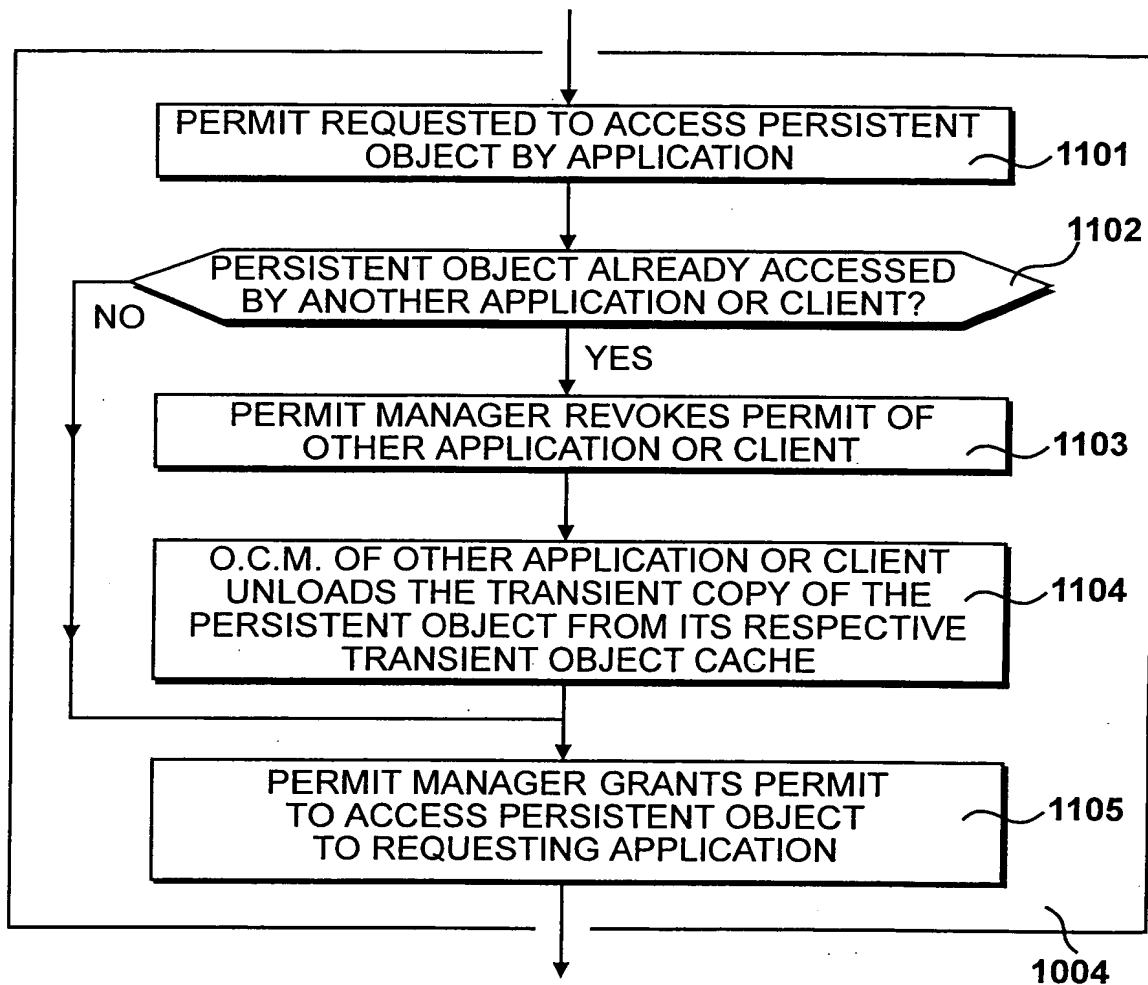 PERMIT REQUESTED TO ACCESS PERSISTENT
OBJECT BY APPLICATION
1101
1102
PERSISTENT OBJECT ALREADY ACCESSED
BY ANOTHER APPLICATION OR CLIENT?
NO
YES
PERMIT MANAGER REVOKES PERMIT OF
OTHER APPLICATION OR CLIENT
1103
O.C.M. OF OTHER APPLICATION OR CLIENT
UNLOADS THE TRANSIENT COPY OF THE
PERSISTENT OBJECT FROM ITS RESPECTIVE
TRANSIENT OBJECT CACHE
1104
PERMIT MANAGER GRANTS PERMIT
TO ACCESS PERSISTENT OBJECT
TO REQUESTING APPLICATION
1105
1004